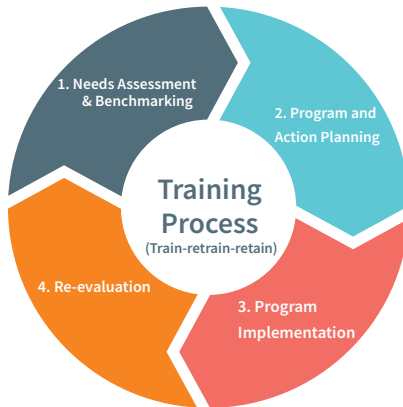 1. Needs Assessment
& Benchmarking
2. Program and
Action Planning
Training
Process
(Train-retrain-retain)
3. Program
Implementation
4. Re-evaluation